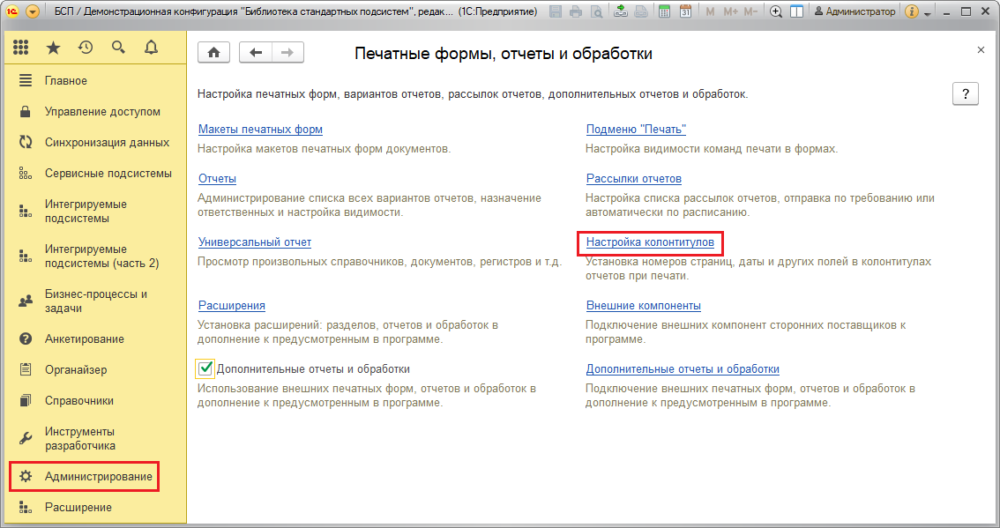 БСП / Демонстрационная конфигурация "Библиотека стандартных подсистем", редак... (1С:Предприятие)
M M+ M-
31
Администратор
i
Главное
Управление доступом
Синхронизация данных
Сервисные подсистемы
Интегрируемые
подсистемы
Интегрируемые
подсистемы (часть 2)
Бизнес-процессы и
задачи
Анкетирование
Органайзер
Справочники
Инструменты
разработчика
Администрирование
Расширение
Печатные формы, отчеты и обработки
Настройка печатных форм, вариантов отчетов, рассылок отчетов, дополнительных отчетов и обработок.
?
Макеты печатных форм
Настройка макетов печатных форм документов.
Подменю "Печать"
Настройка видимости команд печати в формах.
Отчеты
Администрирование списка всех вариантов отчетов, назначение
ответственных и настройка видимости.
Рассылки отчетов
Настройка списка рассылок отчетов, отправка по требованию или
автоматически по расписанию.
Универсальный отчет
Просмотр произвольных справочников, документов, регистров и т.д.
Настройка колонтитулов
Установка номеров страниц, даты и других полей в колонтитулах
отчетов при печати.
Расширения
Установка расширений: разделов, отчетов и обработок в
дополнение к предусмотренным в программе.
Внешние компоненты
Подключение внешних компонент сторонних поставщиков к
программе.
Дополнительные отчеты и обработки
Использование внешних печатных форм, отчетов и обработок в
дополнение к предусмотренным в программе.
Дополнительные отчеты и обработки
Подключение внешних печатных форм, отчетов и обработок в
дополнение к предусмотренным в программе.